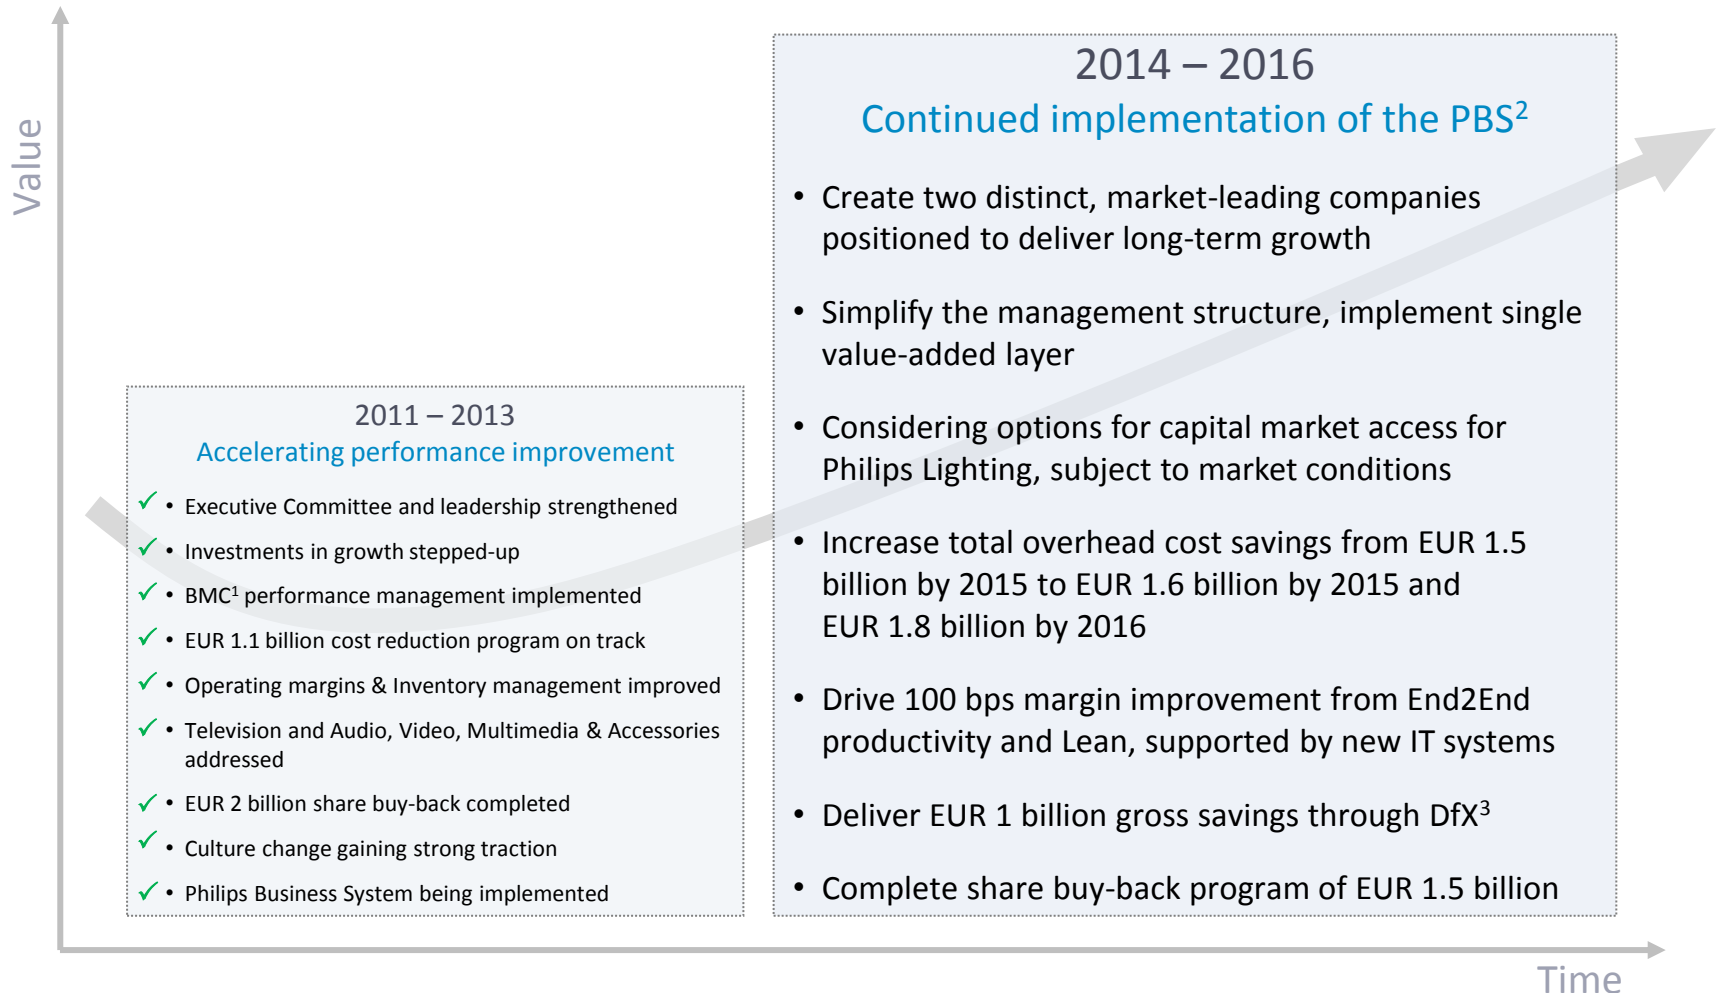 Value
2011 – 2013
Accelerating performance improvement
✓ • Executive Committee and leadership strengthened
✓ • Investments in growth stepped-up
✓ • BMC¹ performance management implemented
✓ • EUR 1.1 billion cost reduction program on track
✓ • Operating margins & Inventory management improved
✓ • Television and Audio, Video, Multimedia & Accessories
addressed
✓ • EUR 2 billion share buy-back completed
✓ • Culture change gaining strong traction
✓ • Philips Business System being implemented
2014 – 2016
Continued implementation of the PBS²
• Create two distinct, market-leading companies
positioned to deliver long-term growth
• Simplify the management structure, implement single
value-added layer
• Considering options for capital market access for
Philips Lighting, subject to market conditions
• Increase total overhead cost savings from EUR 1.5
billion by 2015 to EUR 1.6 billion by 2015 and
EUR 1.8 billion by 2016
• Drive 100 bps margin improvement from End2End
productivity and Lean, supported by new IT systems
• Deliver EUR 1 billion gross savings through DfX³
• Complete share buy-back program of EUR 1.5 billion
Time